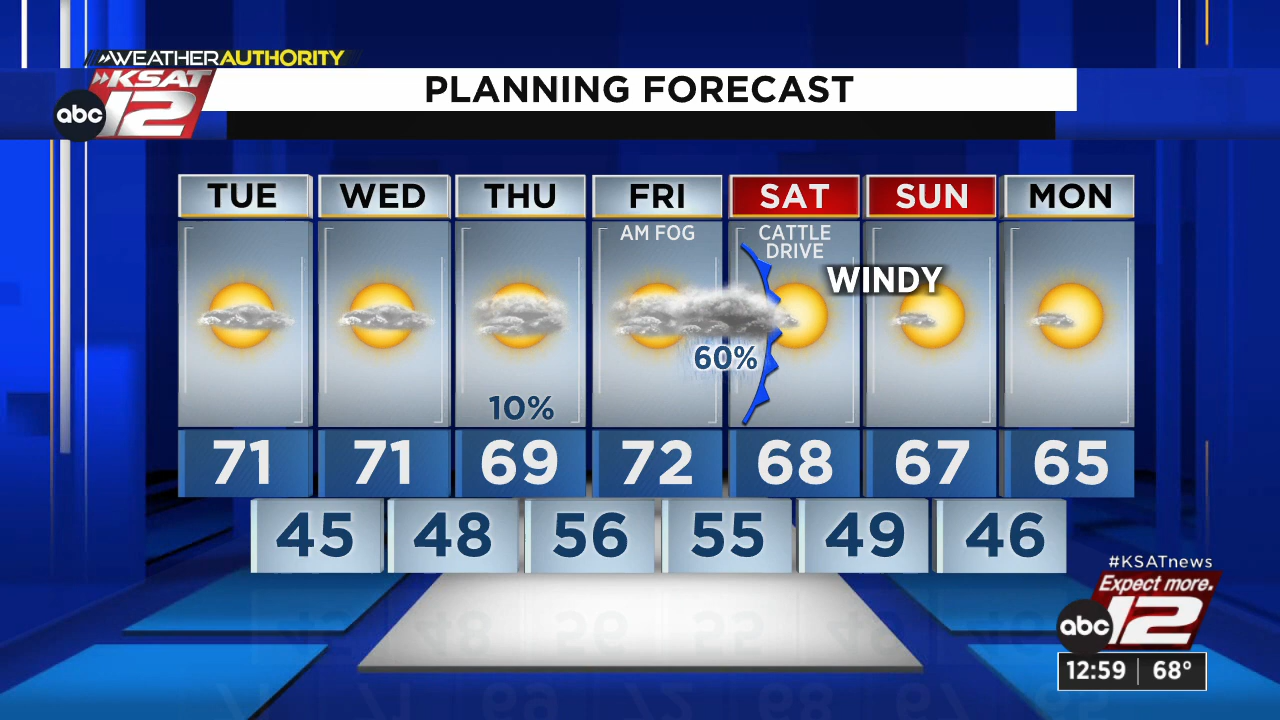 WEATHERAUTHORITY
KSAT
abc 12
PLANNING FORECAST
TUE WED THU FRI SAT SUN MON
AM FOG
CATTLE
DRIVE
WINDY
60%
10%
71 71 69 72 68 67 65
45 48 56 55 49 46
#KSATnews
Expect more.
abc 12
12:59 68°